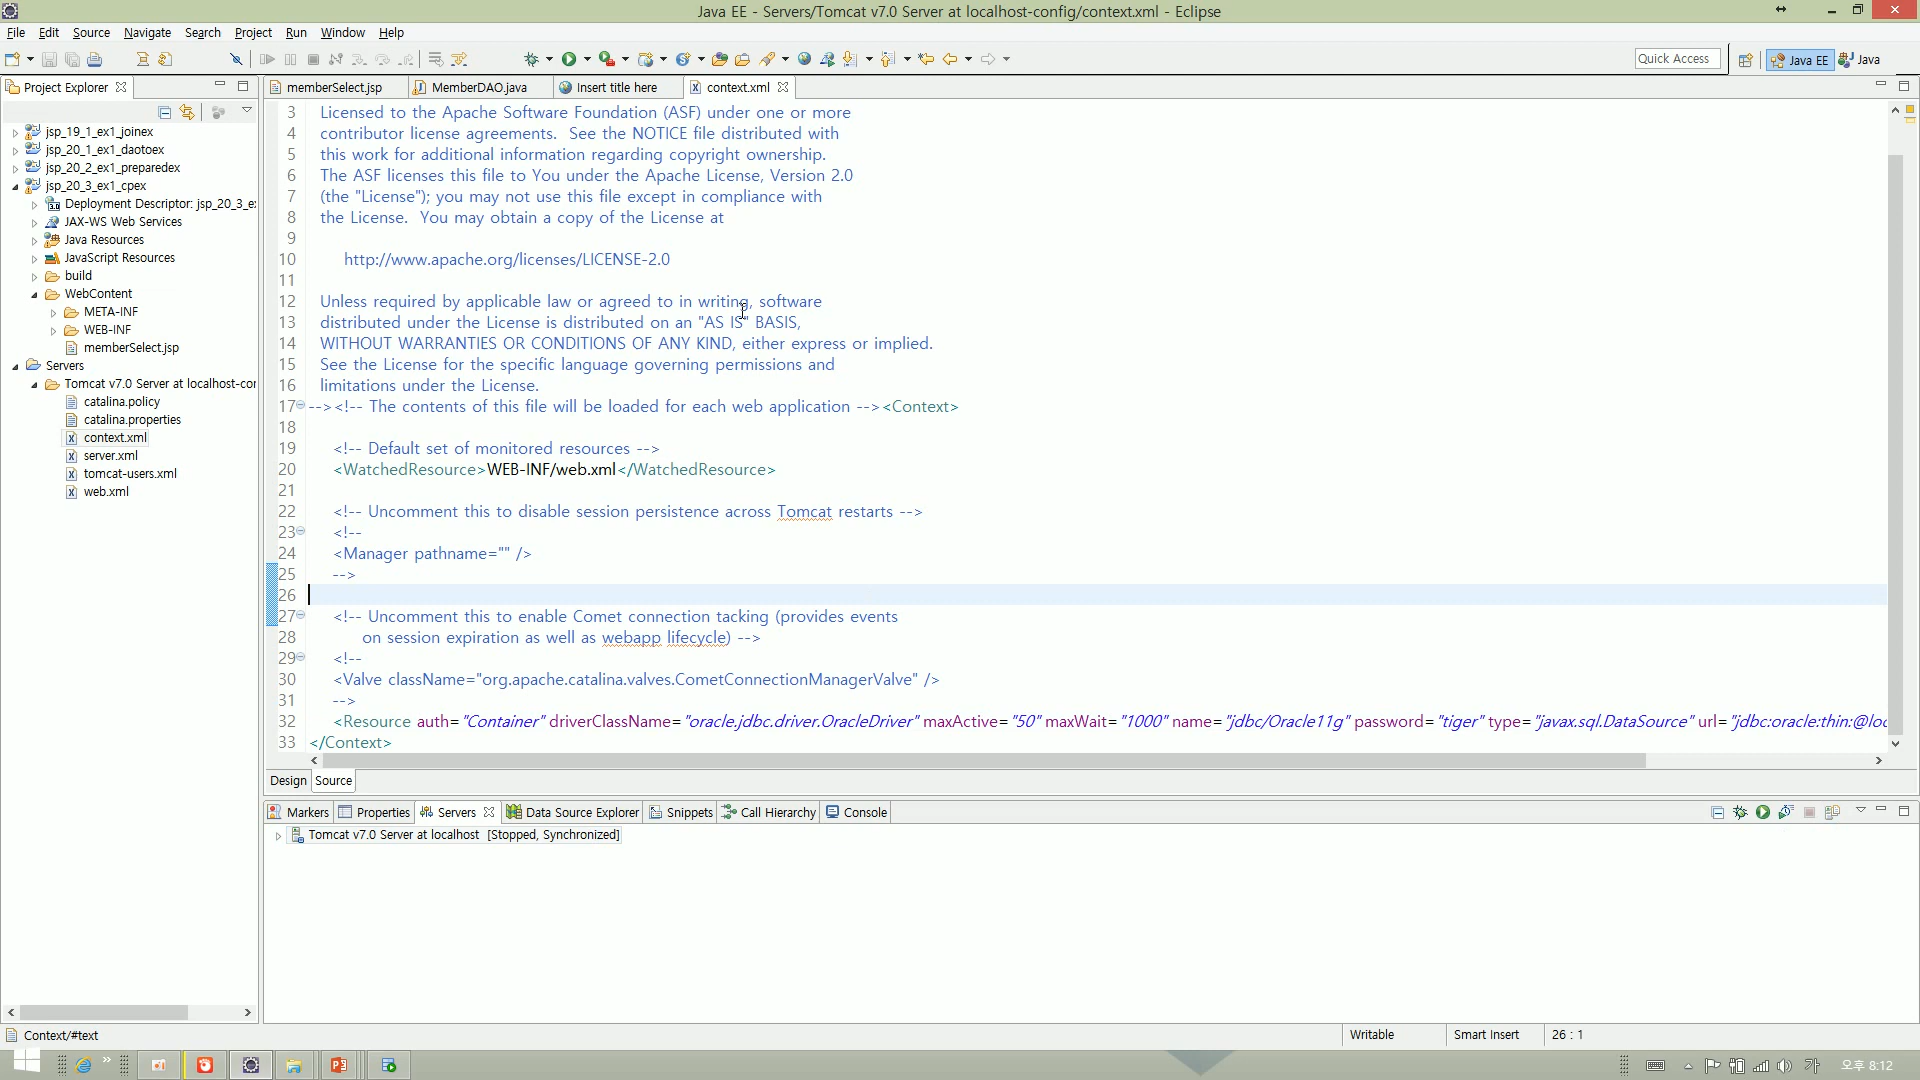 Java EE - Servers/Tomcat v7.0 Server at localhost-config/context.xml - Eclipse
File Edit Source Navigate Search Project Run Window Help
Quick Access Java EE Java
Project Explorer
memberSelect.jsp MemberDAO.java Insert title here context.xml
jsp_19_1_ex1_joinex
jsp_20_1_ex1_daotoex
jsp_20_2_ex1_preparedex
jsp_20_3_ex1_cpex
Deployment Descriptor: jsp_20_3_e
JAX-WS Web Services
Java Resources
JavaScript Resources
build
WebContent
META-INF
WEB-INF
memberSelect.jsp
Servers
Tomcat v7.0 Server at localhost-cor
catalina.policy
catalina.properties
context.xml
server.xml
tomcat-users.xml
web.xml
3 Licensed to the Apache Software Foundation (ASF) under one or more
4 contributor license agreements.  See the NOTICE file distributed with
5 this work for additional information regarding copyright ownership.
6 The ASF licenses this file to You under the Apache License, Version 2.0
7 (the "License"); you may not use this file except in compliance with
8 the License.  You may obtain a copy of the License at
9
10 http://www.apache.org/licenses/LICENSE-2.0
11
12 Unless required by applicable law or agreed to in writing, software
13 distributed under the License is distributed on an "AS IS" BASIS,
14 WITHOUT WARRANTIES OR CONDITIONS OF ANY KIND, either express or implied.
15 See the License for the specific language governing permissions and
16 limitations under the License.
17 --><!-- The contents of this file will be loaded for each web application --><Context>
18
19 <!-- Default set of monitored resources -->
20 <WatchedResource>WEB-INF/web.xml</WatchedResource>
21
22 <!-- Uncomment this to disable session persistence across Tomcat restarts -->
23 <!--
24 <Manager pathname="" />
25 -->
26
27 <!-- Uncomment this to enable Comet connection tacking (provides events
28 on session expiration as well as webapp lifecycle) -->
29 <!--
30 <Valve className="org.apache.catalina.valves.CometConnectionManagerValve" />
31 -->
32 <Resource auth="Container" driverClassName="oracle.jdbc.driver.OracleDriver" maxActive="50" maxWait="1000" name="jdbc/Oracle11g" password="tiger" type="javax.sql.DataSource" url="jdbc:oracle:thin:@loc
33 </Context>
Design Source
Markers Properties Servers Data Source Explorer Snippets Call Hierarchy Console
Tomcat v7.0 Server at localhost [Stopped, Synchronized]
Context/#text Writable Smart Insert 26 : 1
가 오후 8:12